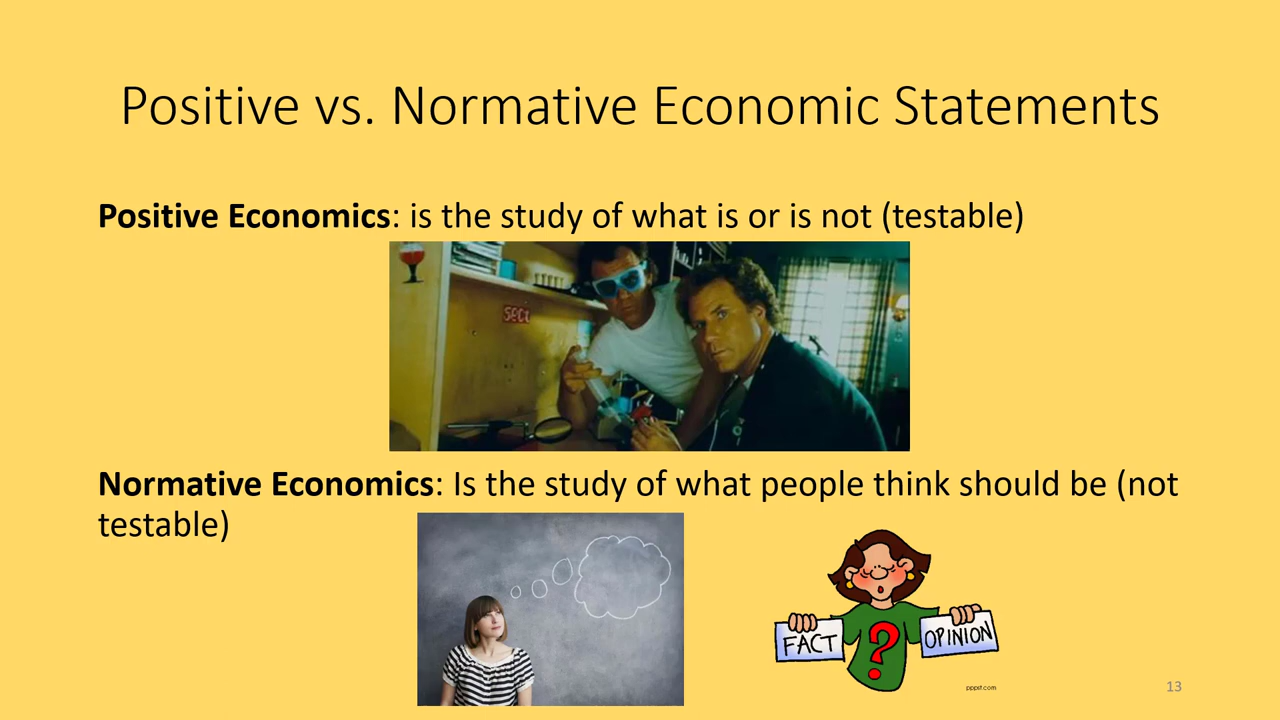 Positive vs. Normative Economic Statements
Positive Economics: is the study of what is or is not (testable)
SECt
Normative Economics: Is the study of what people think should be (not
testable)
FACT
OPINION
?
pppst.com
13